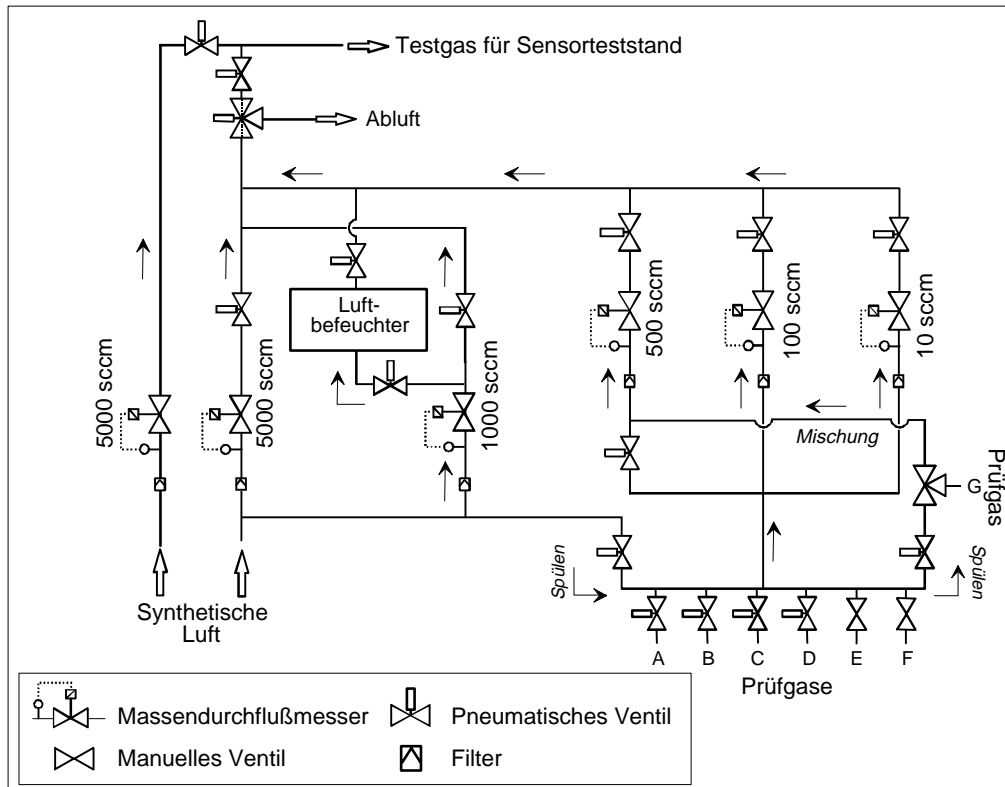 Testgas für Sensorteststand
Abluft
Luft-
befeuchter
5000 sccm
5000 sccm
1000 sccm
500 sccm
100 sccm
10 sccm
Mischung
G
Prüfgas
Spülen
Spülen
Synthetische
Luft
A
B
C
D
E
F
Prüfgase
Massendurchflußmesser
Pneumatisches Ventil
Manuelles Ventil
Filter